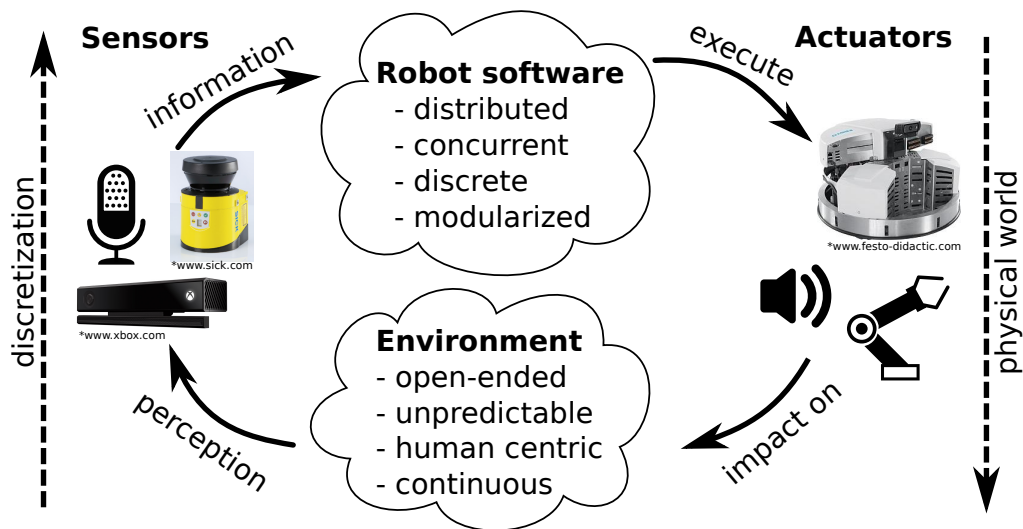 Sensors
information
Robot software
- distributed
- concurrent
- discrete
- modularized
execute
Actuators
*www.sick.com
*www.xbox.com
*www.festo-didactic.com
discretization
physical world
Environment
- open-ended
- unpredictable
- human centric
- continuous
perception
impact on